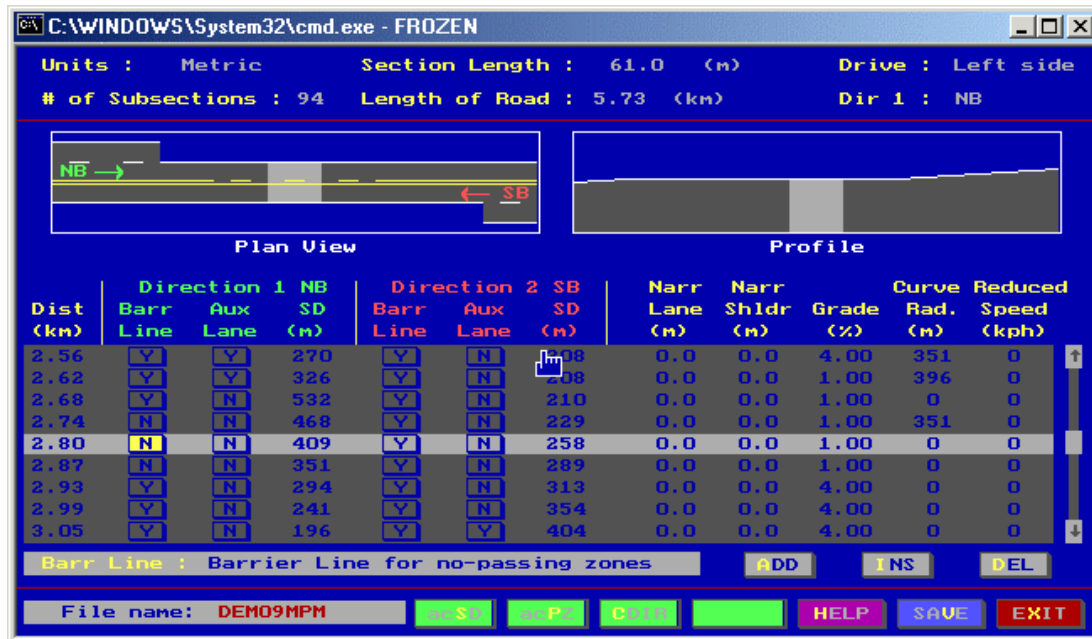 C:\WINDOWS\System32\cmd.exe - FROZEN
Units : Metric Section Length : 61.0 (m) Drive : Left side
# of Subsections : 94 Length of Road : 5.73 (km) Dir 1 : NB
NB
SB
Plan View Profile
Direction 1 NB Direction 2 SB Narr Narr Curve Reduced
Dist Barr Aux SD Barr Aux SD Lane Shldr Grade Rad. Speed
(km) Line Lane (m) Line Lane (m) (m) (m) (%) (m) (kph)
2.56 Y Y 270 Y N 0.0 0.0 4.00 351 0
2.62 Y Y 326 Y N 208 0.0 0.0 1.00 396 0
2.68 Y N 532 Y N 210 0.0 0.0 1.00 0 0
2.74 N N 468 Y N 229 0.0 0.0 1.00 351 0
2.80 N N 409 Y N 258 0.0 0.0 1.00 0 0
2.87 N N 351 Y N 289 0.0 0.0 1.00 0 0
2.93 Y N 294 Y N 313 0.0 0.0 4.00 0 0
2.99 Y N 241 Y N 354 0.0 0.0 4.00 0 0
3.05 Y N 196 Y Y 404 0.0 0.0 4.00 0 0
Barr Line : Barrier Line for no-passing zones ADD INS DEL
File name: DEMO9MPM acSD acPZ CDIR HELP SAVE EXIT